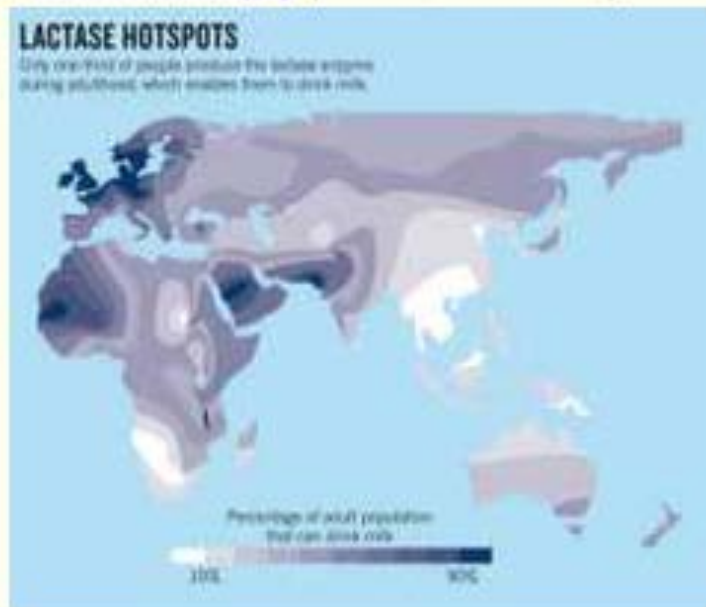 LACTASE HOTSPOTS
Only one third of people produce the lactase enzyme
during adulthood, which enables them to drink milk
Percentage of adult population
that can drink milk
10% 90%